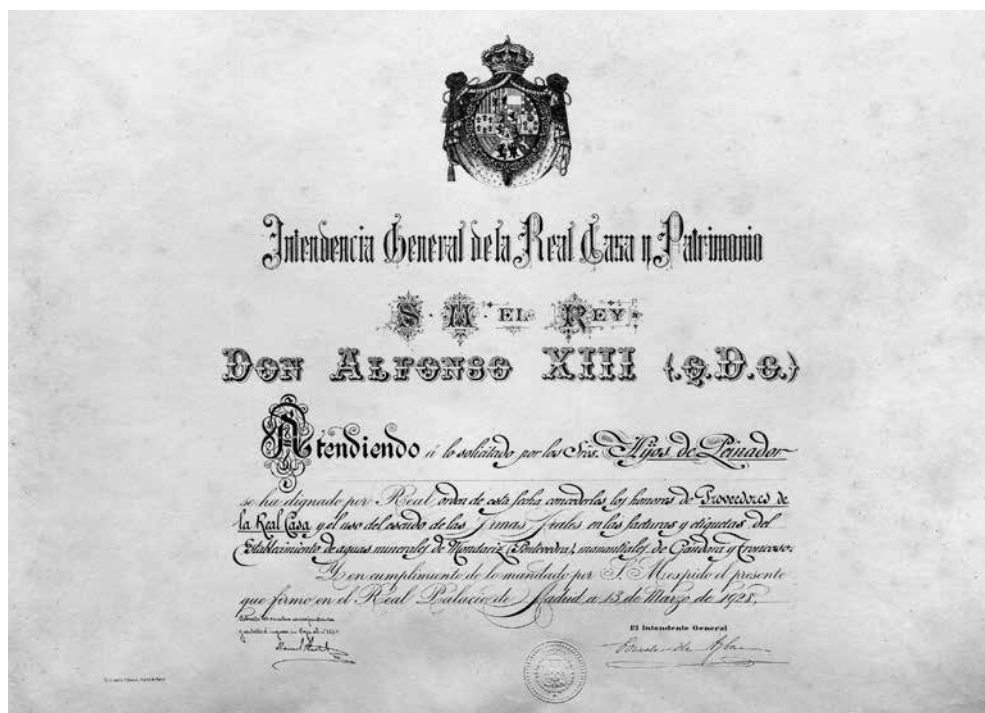 Intendencia General de la Real Casa y Patrimonio
S. M. EL REY
DON ALFONSO XIII (.Q.D.G.)
Atendiendo á lo solicitado por los Sres. Hijos de Peinador
se ha dignado por Real orden de esta fecha concederles los honores de Proveedores de
la Real Casa y el uso del escudo de las Armas Reales en las facturas y etiquetas del
Establecimiento de aguas minerales de Mondariz (Pontevedra), manantiales de Gándara y Troncoso.
Y en cumplimiento de lo mandado por S. M. expido el presente
que firmo en el Real Palacio de Madrid a 13 de Marzo de 1925.
El Intendente General